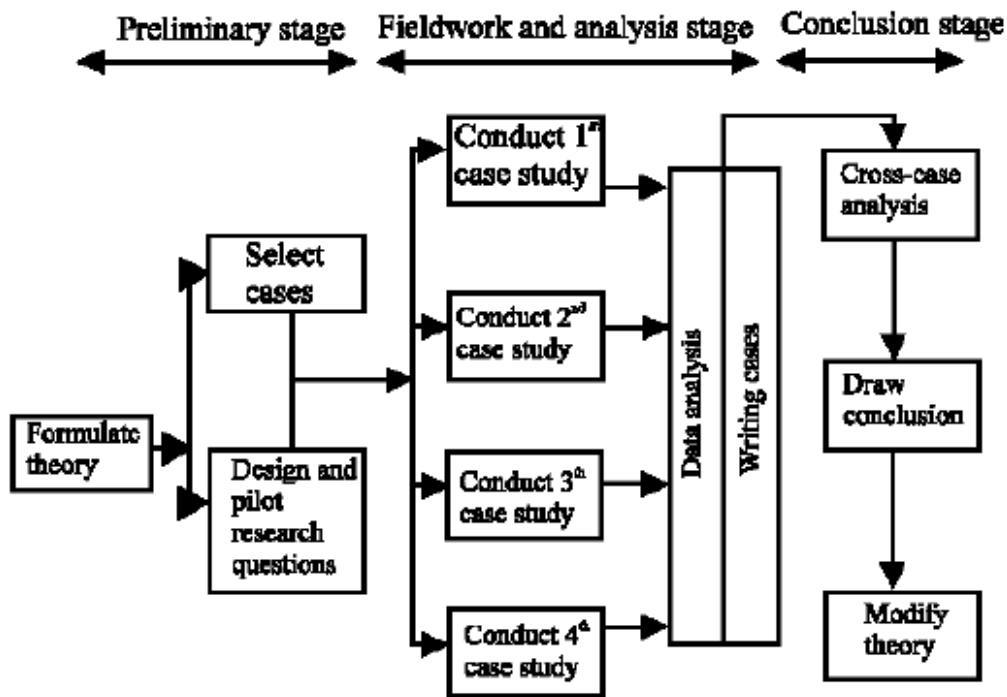 Preliminary stage
Fieldwork and analysis stage
Conclusion stage
Formulate
theory
Select
cases
Design and
pilot
research
questions
Conduct 1st
case study
Conduct 2nd
case study
Conduct 3th
case study
Conduct 4th
case study
Data analysis
Writing cases
Cross-case
analysis
Draw
conclusion
Modify
theory